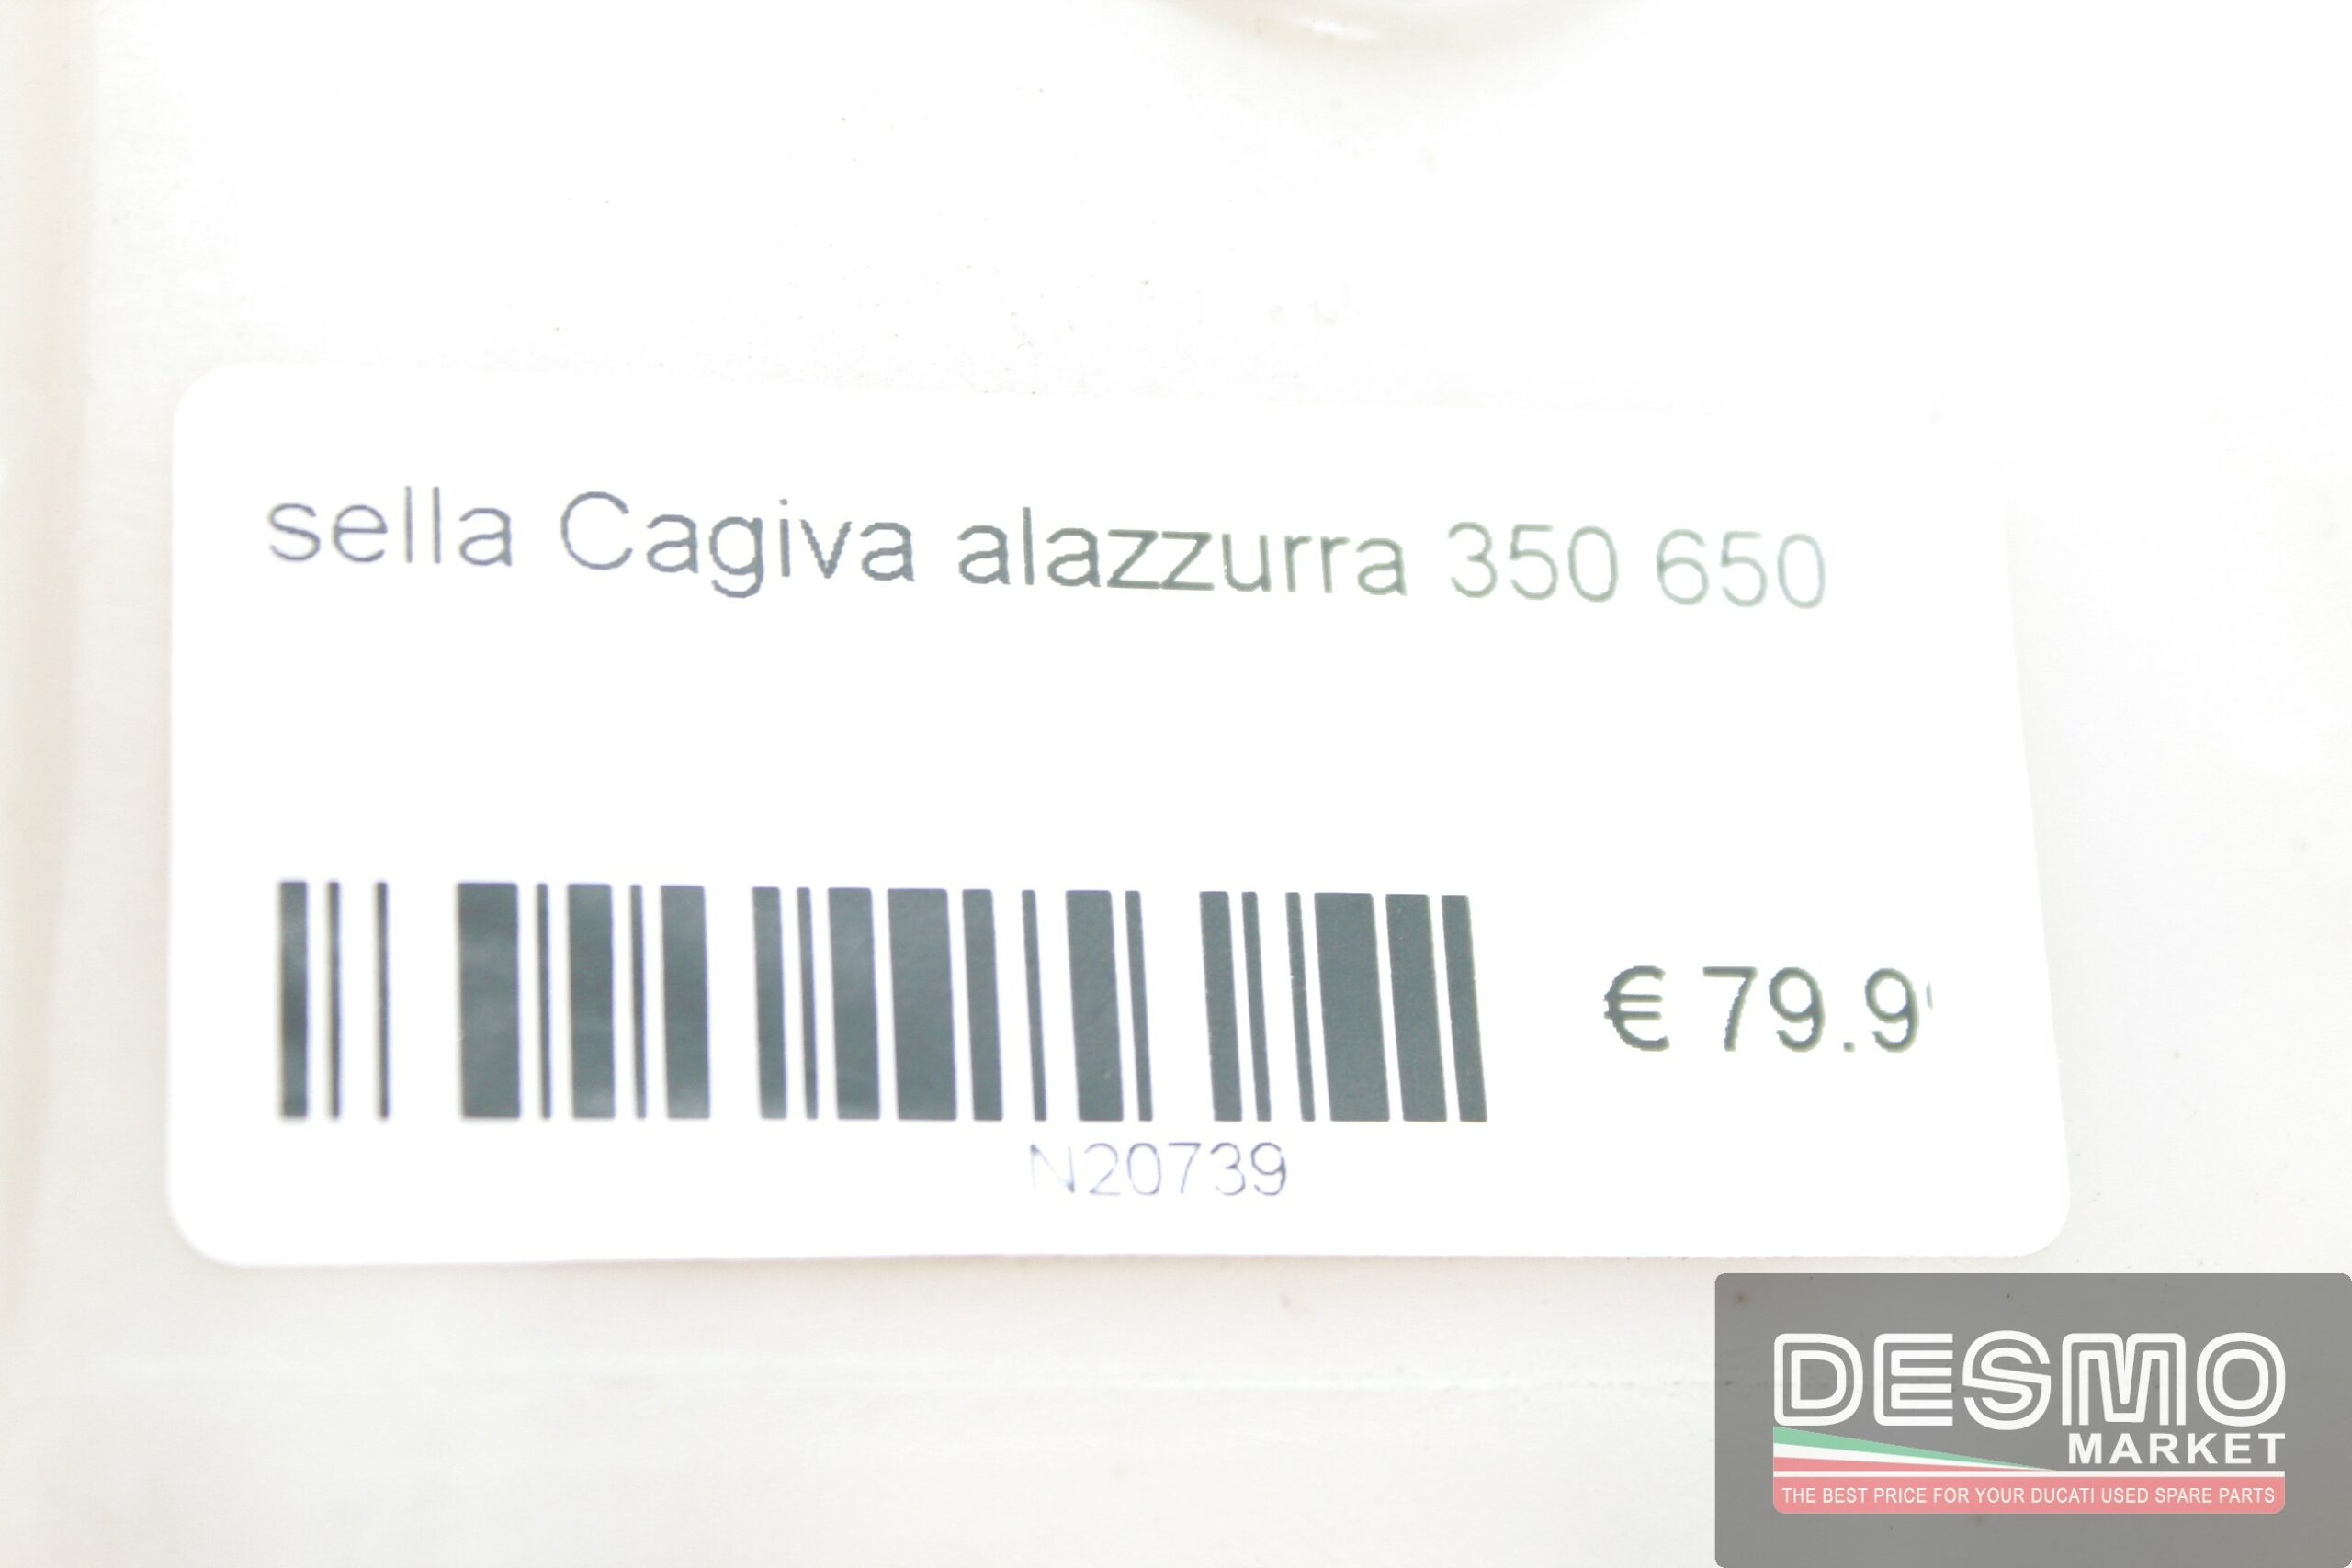 sella Cagiva alazzurra 350 650
€ 79.9
N20739
DESMO
MARKET
THE BEST PRICE FOR YOUR DUCATI USED SPARE PARTS